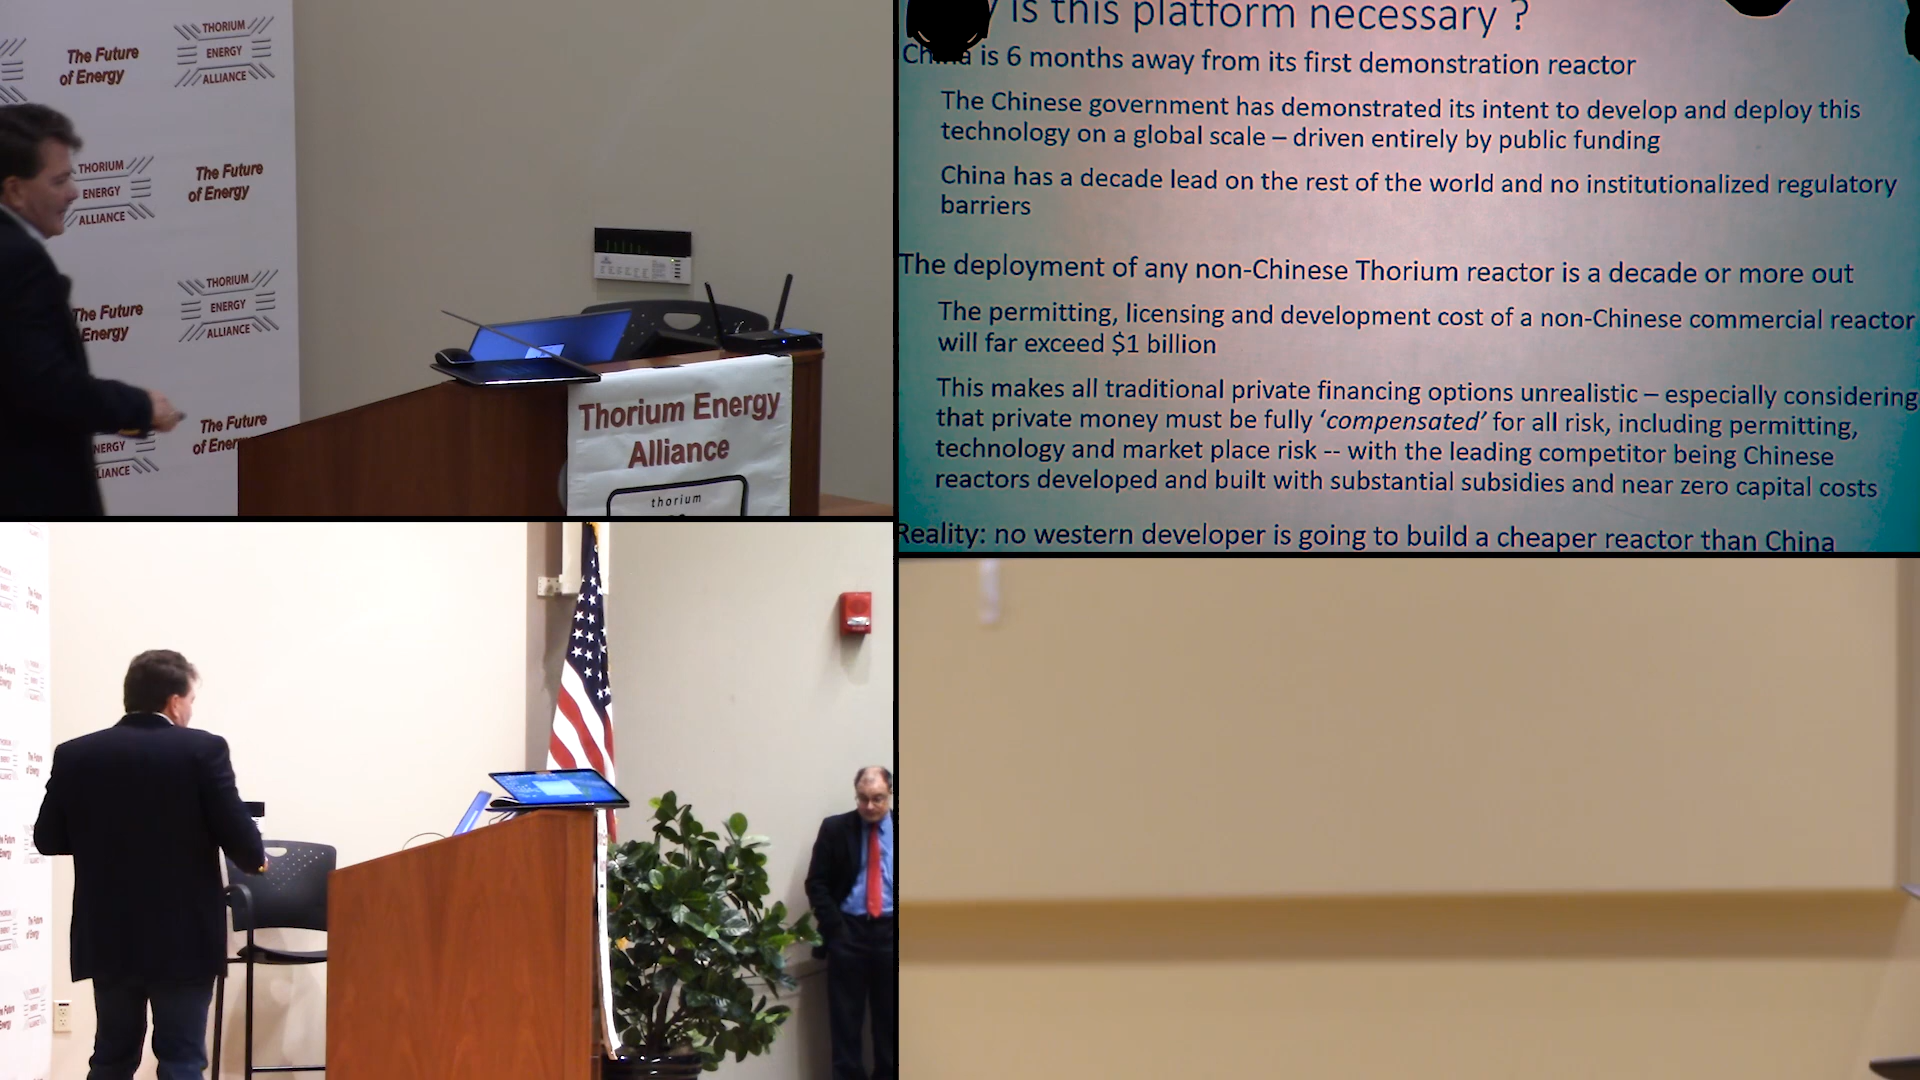 The Future
of Energy
THORIUM
ENERGY
ALLIANCE
THORIUM
ENERGY
ALLIANCE
The Future
of Energy
The Future
Energy
THORIUM
ENERGY
ALLIANCE
The Future
of Energy
Thorium Energy
Alliance
thorium
is this platform necessary ?
China is 6 months away from its first demonstration reactor
The Chinese government has demonstrated its intent to develop and deploy this
technology on a global scale – driven entirely by public funding
China has a decade lead on the rest of the world and no institutionalized regulatory
barriers
The deployment of any non-Chinese Thorium reactor is a decade or more out
The permitting, licensing and development cost of a non-Chinese commercial reactor
will far exceed $1 billion
This makes all traditional private financing options unrealistic – especially considering
that private money must be fully ‘compensated’ for all risk, including permitting,
technology and market place risk -- with the leading competitor being Chinese
reactors developed and built with substantial subsidies and near zero capital costs
Reality: no western developer is going to build a cheaper reactor than China